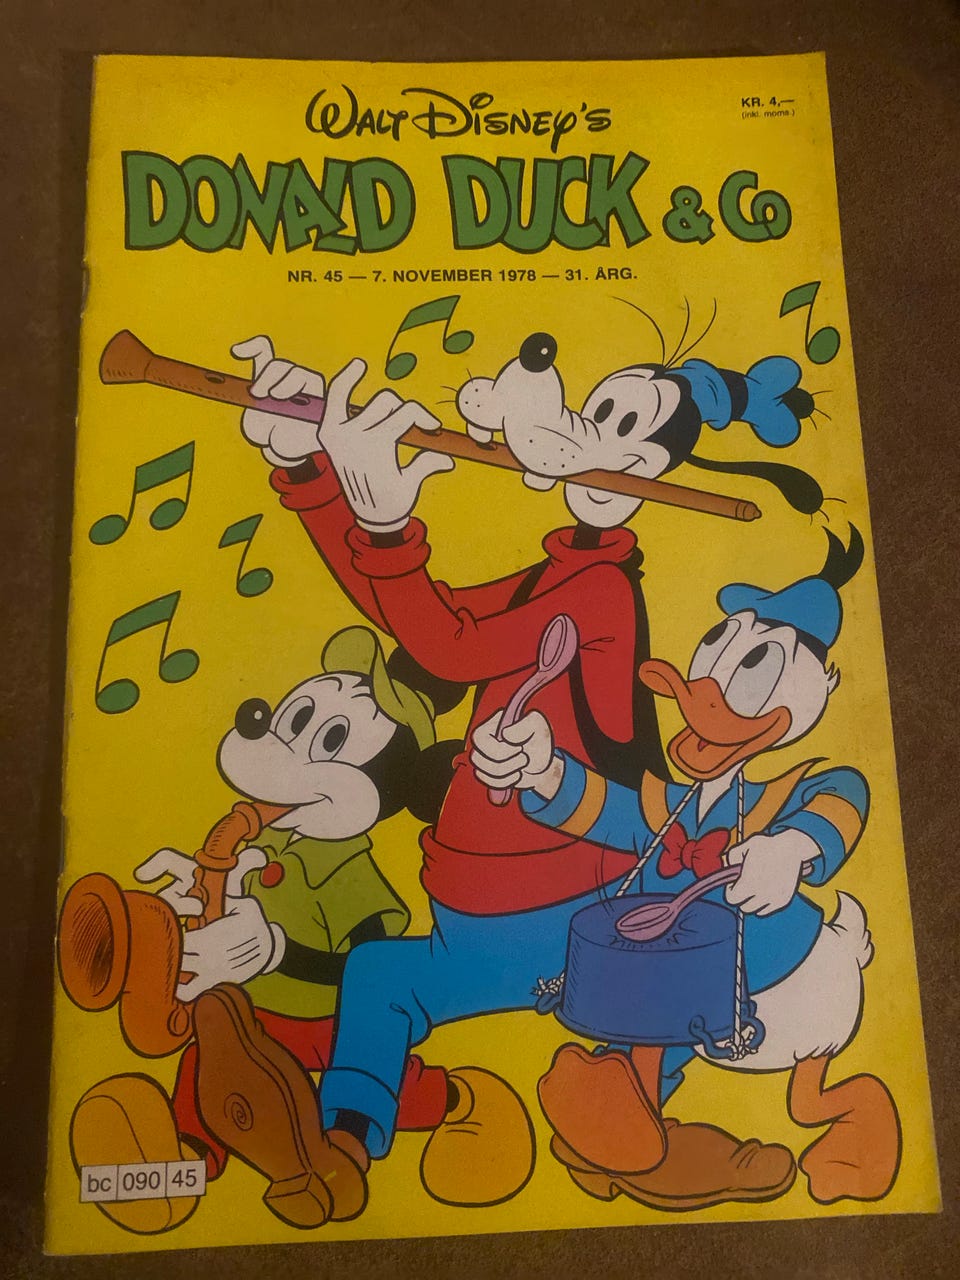 WALT DISNEY'S
KR. 4,—
(inkl. moms.)
DONALD DUCK & Co
NR. 45 — 7. NOVEMBER 1978 — 31. ÅRG.
bc 090 45